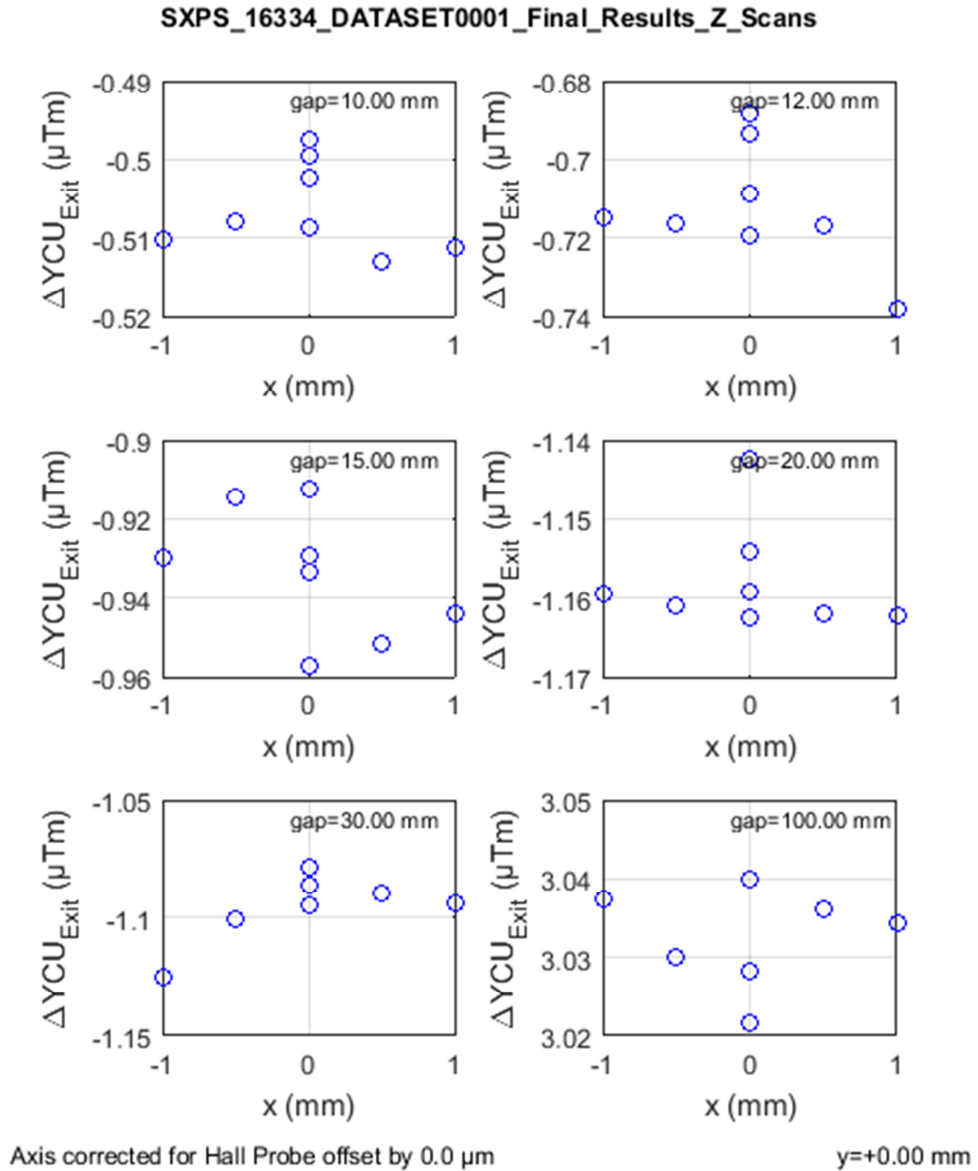 SXPS_16334_DATASET0001_Final_Results_Z_Scans
gap=10.00 mm
ΔYCU_Exit (µTm)
-0.49
-0.5
-0.51
-0.52
-1 0 1
x (mm)
gap=12.00 mm
ΔYCU_Exit (µTm)
-0.68
-0.7
-0.72
-0.74
-1 0 1
x (mm)
gap=15.00 mm
ΔYCU_Exit (µTm)
-0.9
-0.92
-0.94
-0.96
-1 0 1
x (mm)
gap=20.00 mm
ΔYCU_Exit (µTm)
-1.14
-1.15
-1.16
-1.17
-1 0 1
x (mm)
gap=30.00 mm
ΔYCU_Exit (µTm)
-1.05
-1.1
-1.15
-1 0 1
x (mm)
gap=100.00 mm
ΔYCU_Exit (µTm)
3.05
3.04
3.03
3.02
-1 0 1
x (mm)
Axis corrected for Hall Probe offset by 0.0 µm
y=+0.00 mm